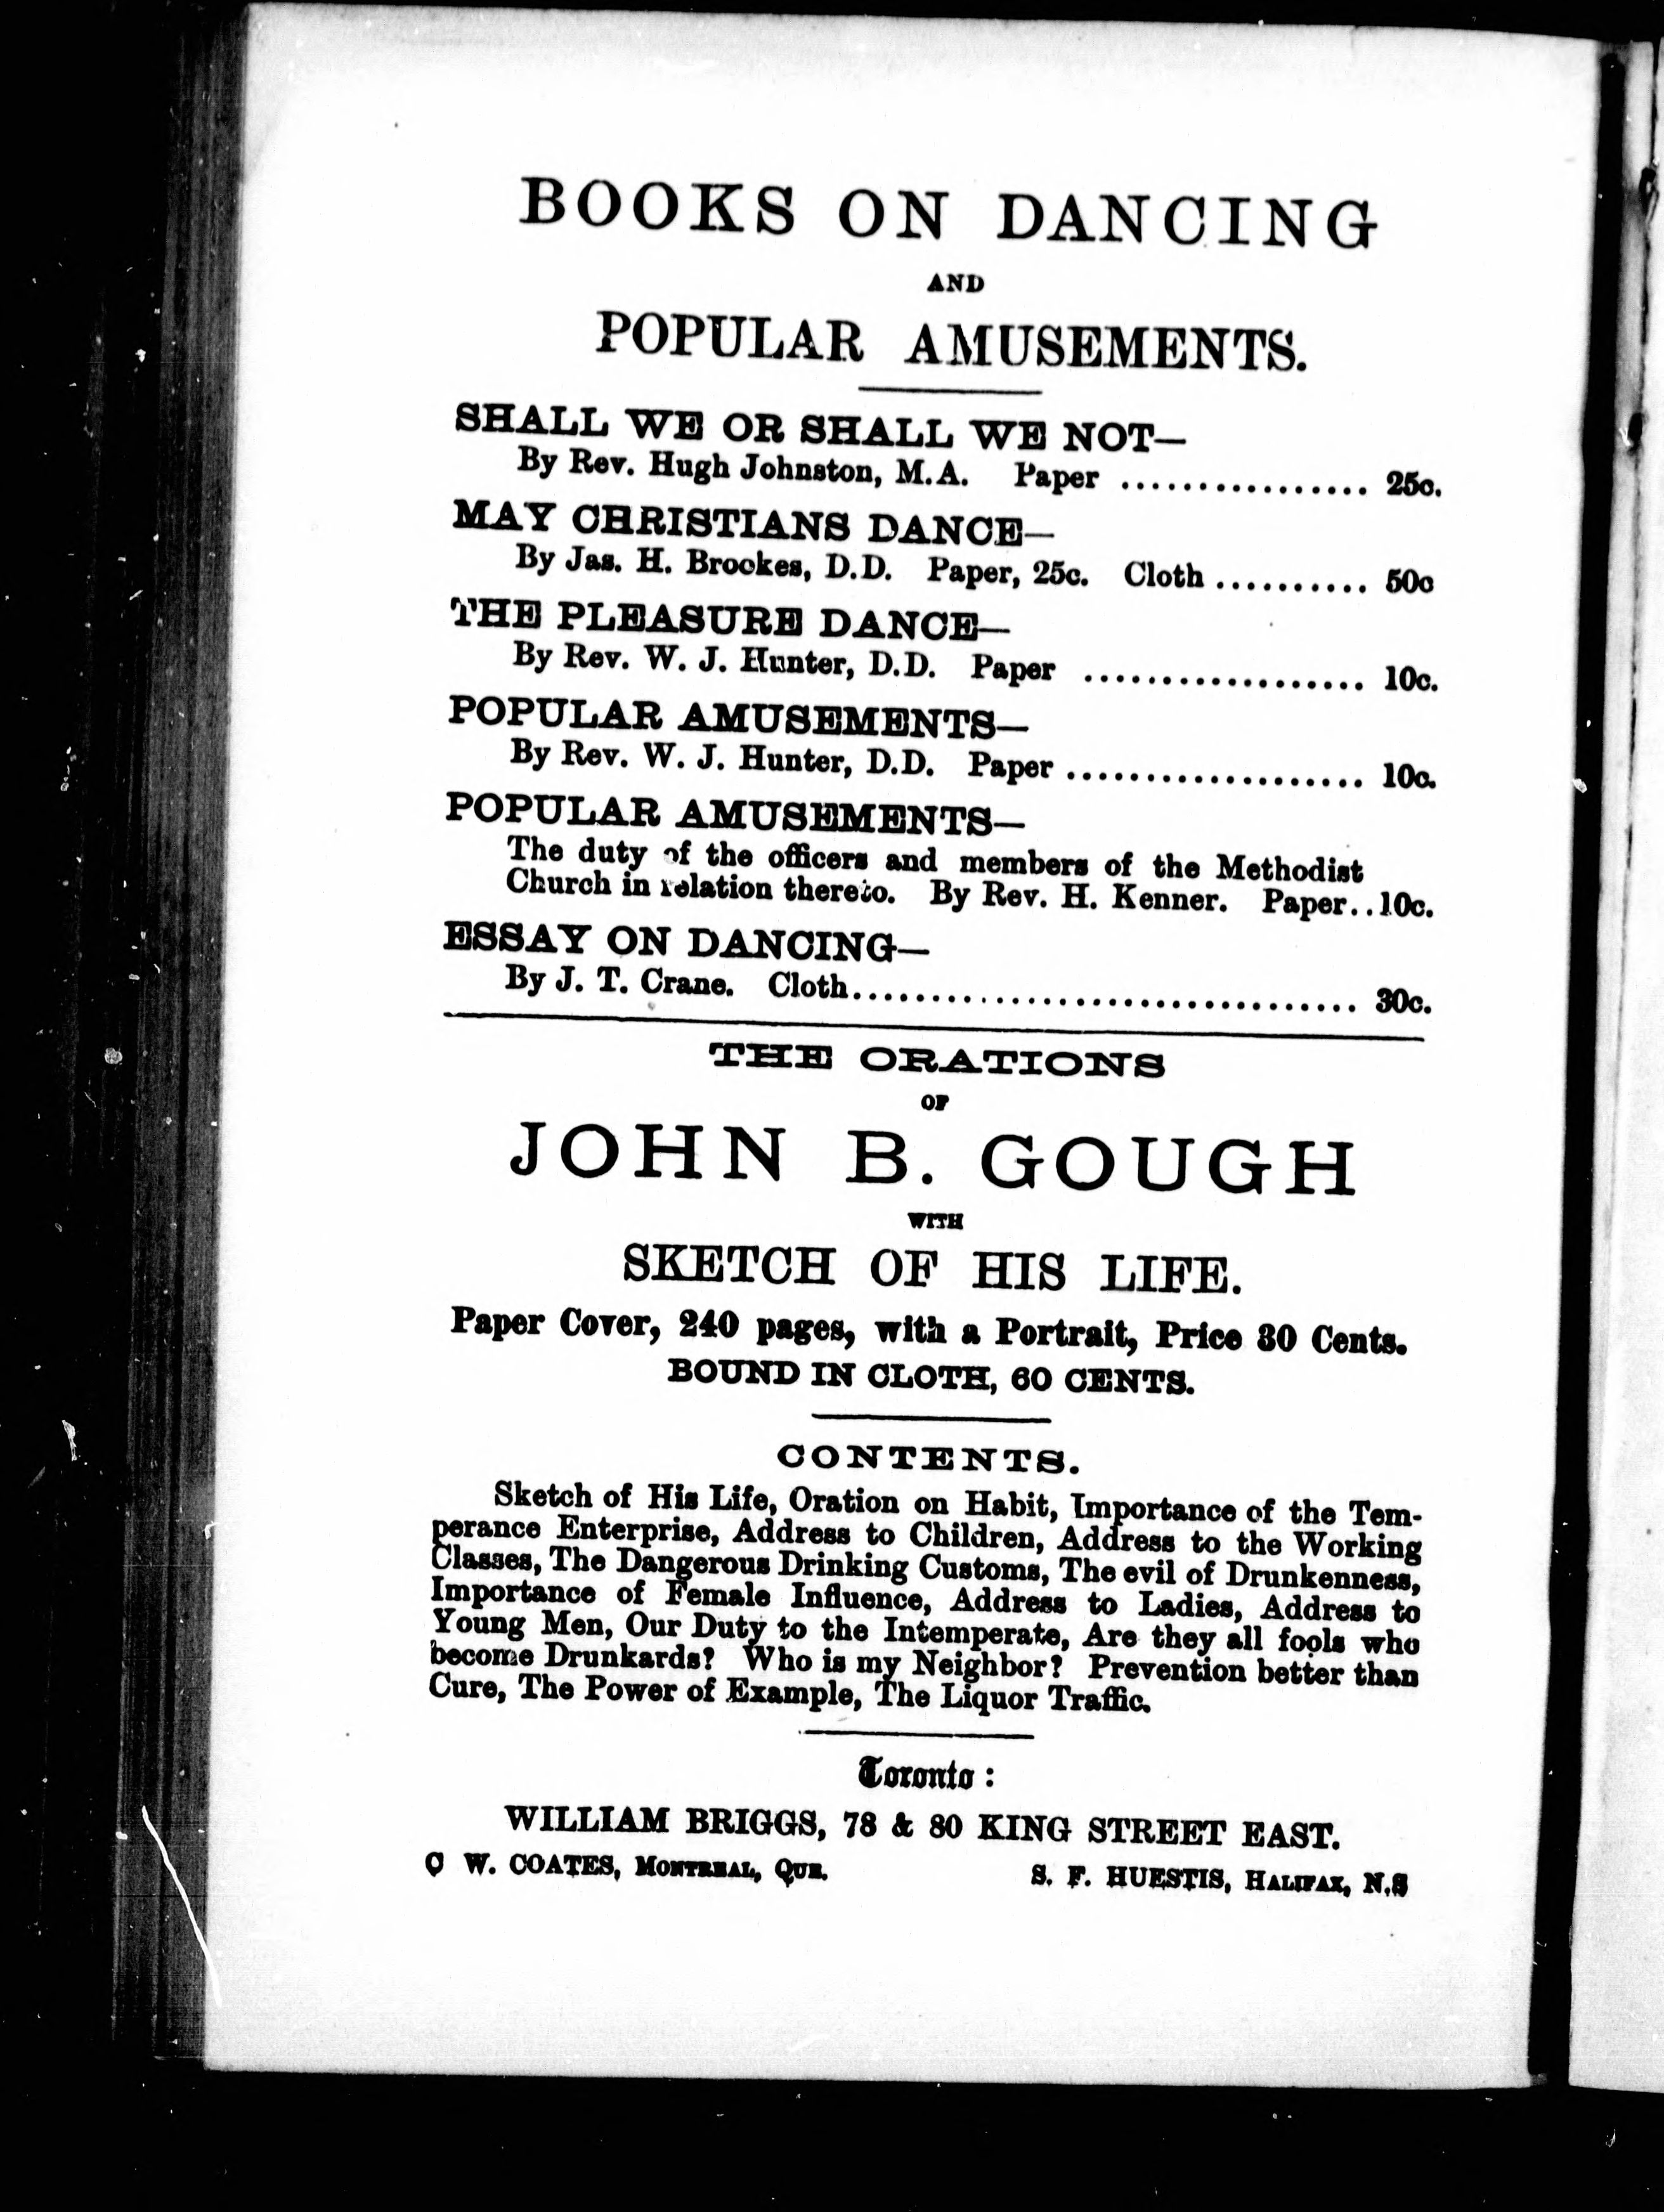 BOOKS ON DANCING
AND
POPULAR AMUSEMENTS.
SHALL WE OR SHALL WE NOT—
By Rev. Hugh Johnston, M.A. Paper ................ 25c.
MAY CHRISTIANS DANCE—
By Jas. H. Brookes, D.D. Paper, 25c. Cloth .......... 50c
THE PLEASURE DANCE—
By Rev. W. J. Hunter, D.D. Paper .................. 10c.
POPULAR AMUSEMENTS—
By Rev. W. J. Hunter, D.D. Paper ................... 10c.
POPULAR AMUSEMENTS—
The duty of the officers and members of the Methodist
Church in relation thereto. By Rev. H. Kenner. Paper..10c.
ESSAY ON DANCING—
By J. T. Crane. Cloth................................. 30c.
THE ORATIONS
OF
JOHN B. GOUGH
WITH
SKETCH OF HIS LIFE.
Paper Cover, 240 pages, with a Portrait, Price 30 Cents.
BOUND IN CLOTH, 60 CENTS.
CONTENTS.
Sketch of His Life, Oration on Habit, Importance of the Tem-
perance Enterprise, Address to Children, Address to the Working
Classes, The Dangerous Drinking Customs, The evil of Drunkenness,
Importance of Female Influence, Address to Ladies, Address to
Young Men, Our Duty to the Intemperate, Are they all fools who
become Drunkards? Who is my Neighbor? Prevention better than
Cure, The Power of Example, The Liquor Traffic.
Toronto:
WILLIAM BRIGGS, 78 & 80 KING STREET EAST.
C W. COATES, MONTREAL, QUE. S. F. HUESTIS, HALIFAX, N.S